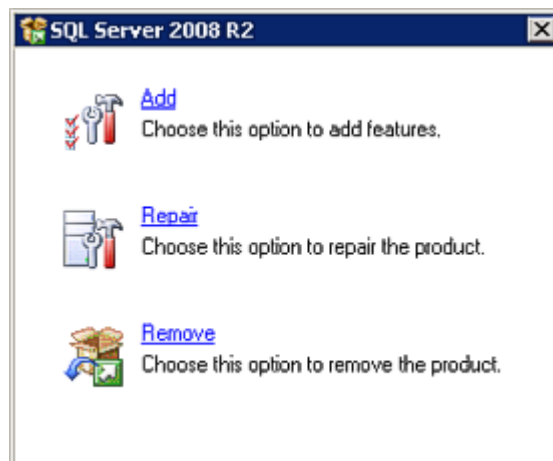 SQL Server 2008 R2
Add
Choose this option to add features.
Repair
Choose this option to repair the product.
Remove
Choose this option to remove the product.